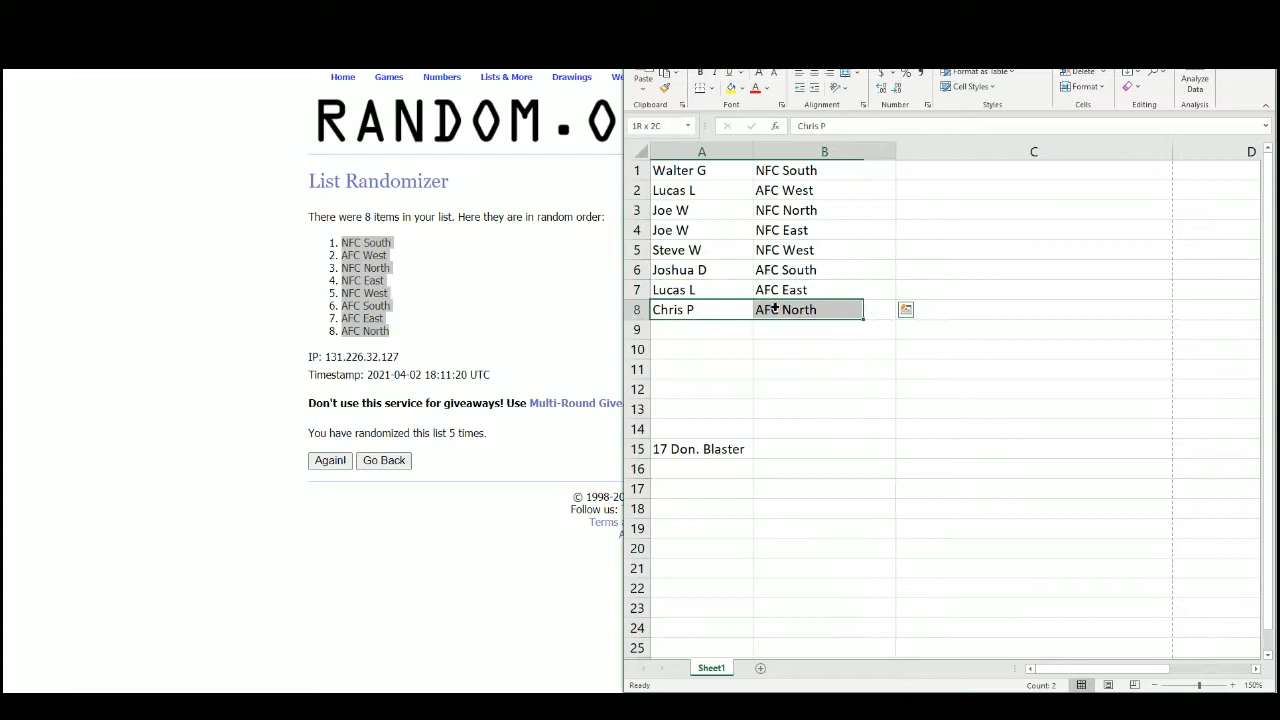 Home Games Numbers Lists & More Drawings
RANDOM.O
List Randomizer
There were 8 items in your list. Here they are in random order:
1. NFC South
2. AFC West
3. NFC North
4. NFC East
5. NFC West
6. AFC South
7. AFC East
8. AFC North
IP: 131.226.32.127
Timestamp: 2021-04-02 18:11:20 UTC
Don't use this service for giveaways! Use Multi-Round Give
You have randomized this list 5 times.
Again! Go Back
© 1998-20
Follow us:
Terms
Paste
Format as Table
Cell Styles
Delete
Format
Analyze
Data
Clipboard Font Alignment Number Styles Cells Editing Analysis
1R x 2C fx Chris P
A B C D
1 Walter G NFC South
2 Lucas L AFC West
3 Joe W NFC North
4 Joe W NFC East
5 Steve W NFC West
6 Joshua D AFC South
7 Lucas L AFC East
8 Chris P AFC North
9
10
11
12
13
14
15 17 Don. Blaster
16
17
18
19
20
21
22
23
24
25
Sheet1
Ready Count: 2 150%